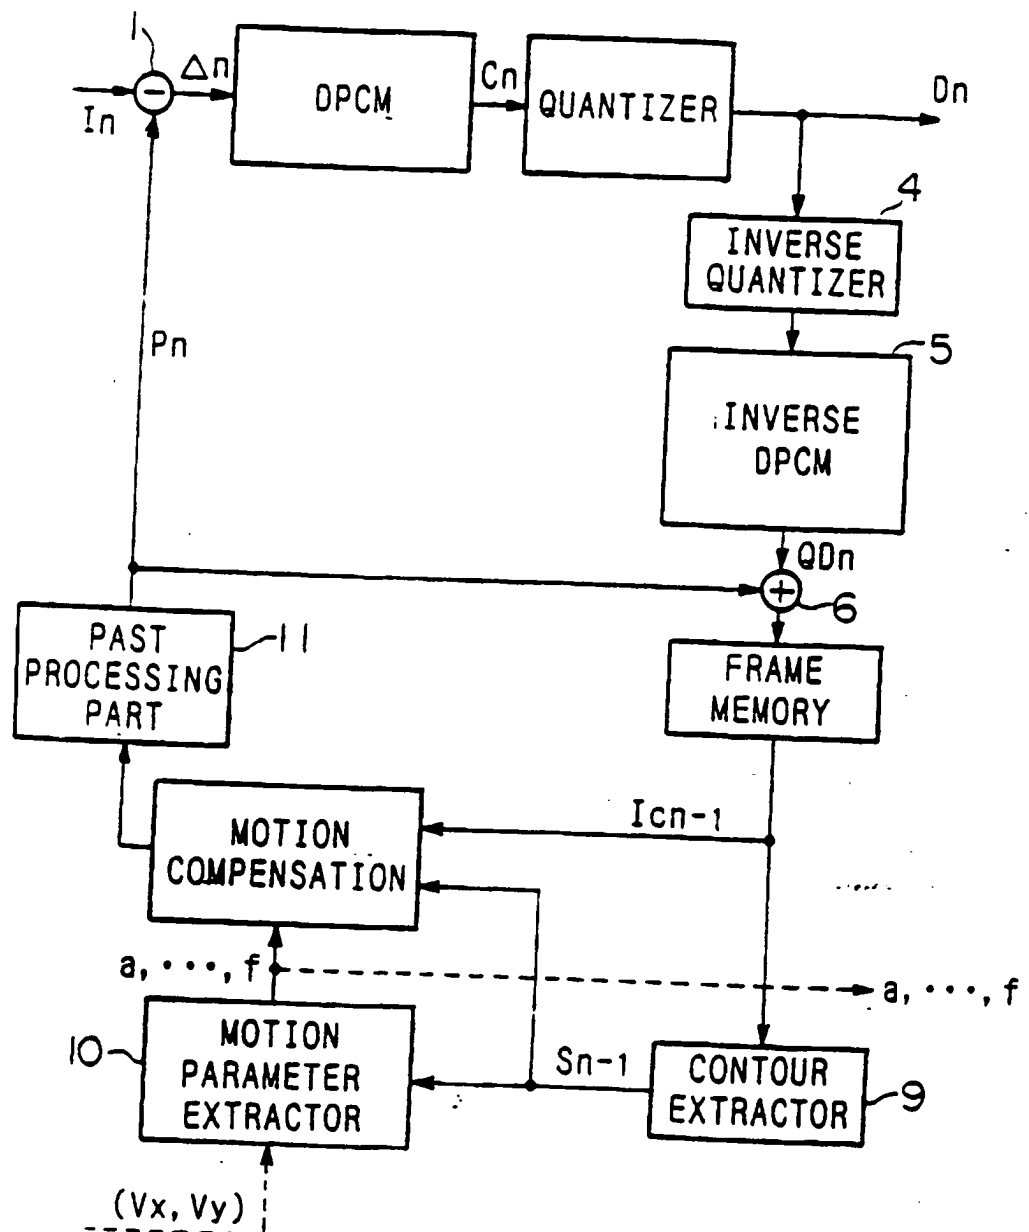 1
In
−
Δn
DPCM
Cn
QUANTIZER
Dn
4
INVERSE
QUANTIZER
5
INVERSE
DPCM
QDn
+
6
Pn
PAST
PROCESSING
PART
11
FRAME
MEMORY
Icn-1
MOTION
COMPENSATION
a, ···, f
a, ···, f
10
MOTION
PARAMETER
EXTRACTOR
Sn-1
CONTOUR
EXTRACTOR
9
(Vx, Vy)